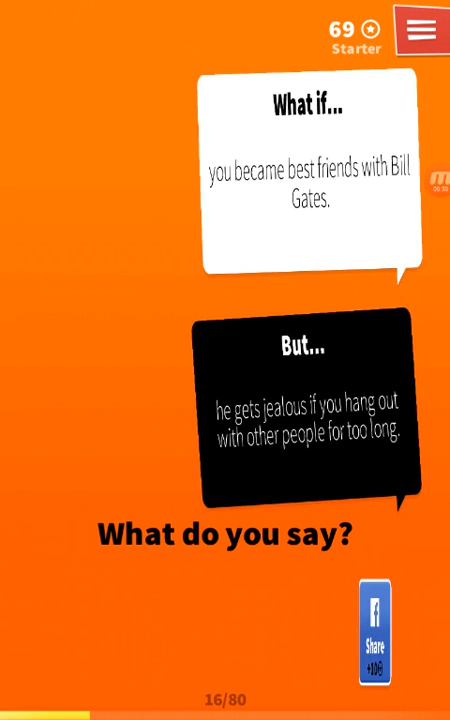 69
Starter
What if...
you became best friends with Bill
Gates.
But...
he gets jealous if you hang out
with other people for too long.
What do you say?
Share
+10
16/80